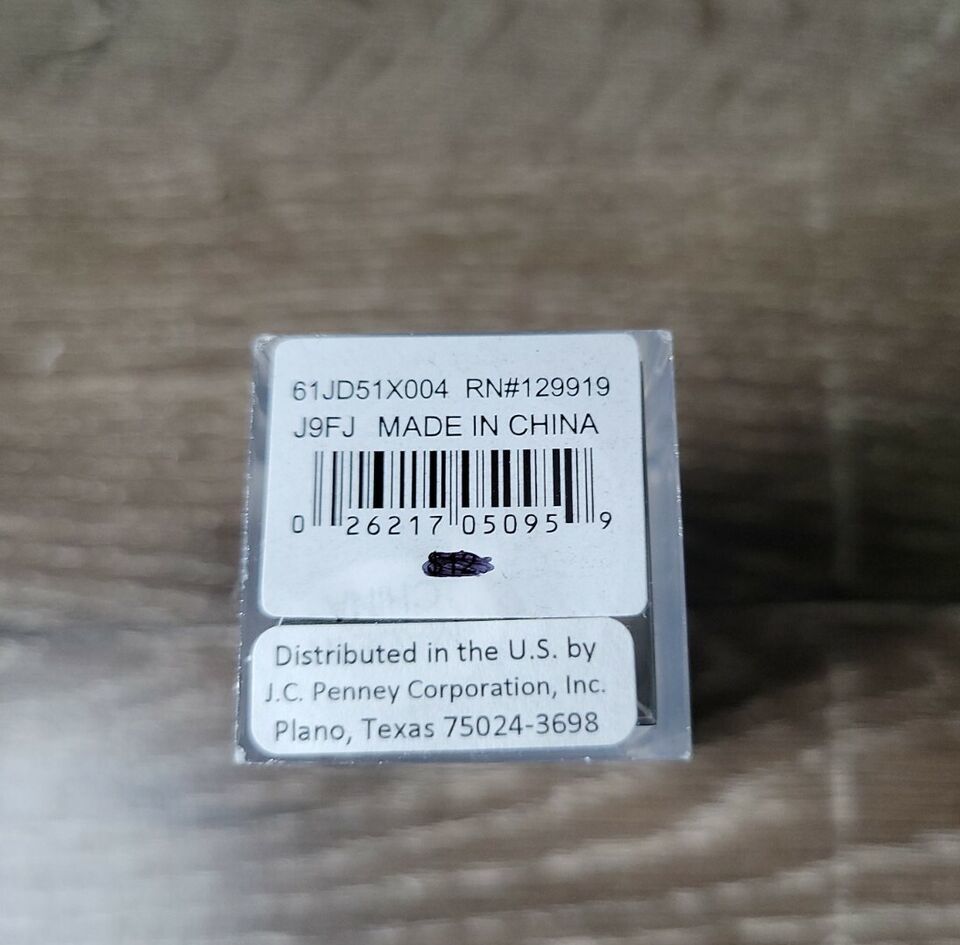 61JD51X004 RN#129919
J9FJ MADE IN CHINA
0 26217 05095 9
Distributed in the U.S. by
J.C. Penney Corporation, Inc.
Plano, Texas 75024-3698